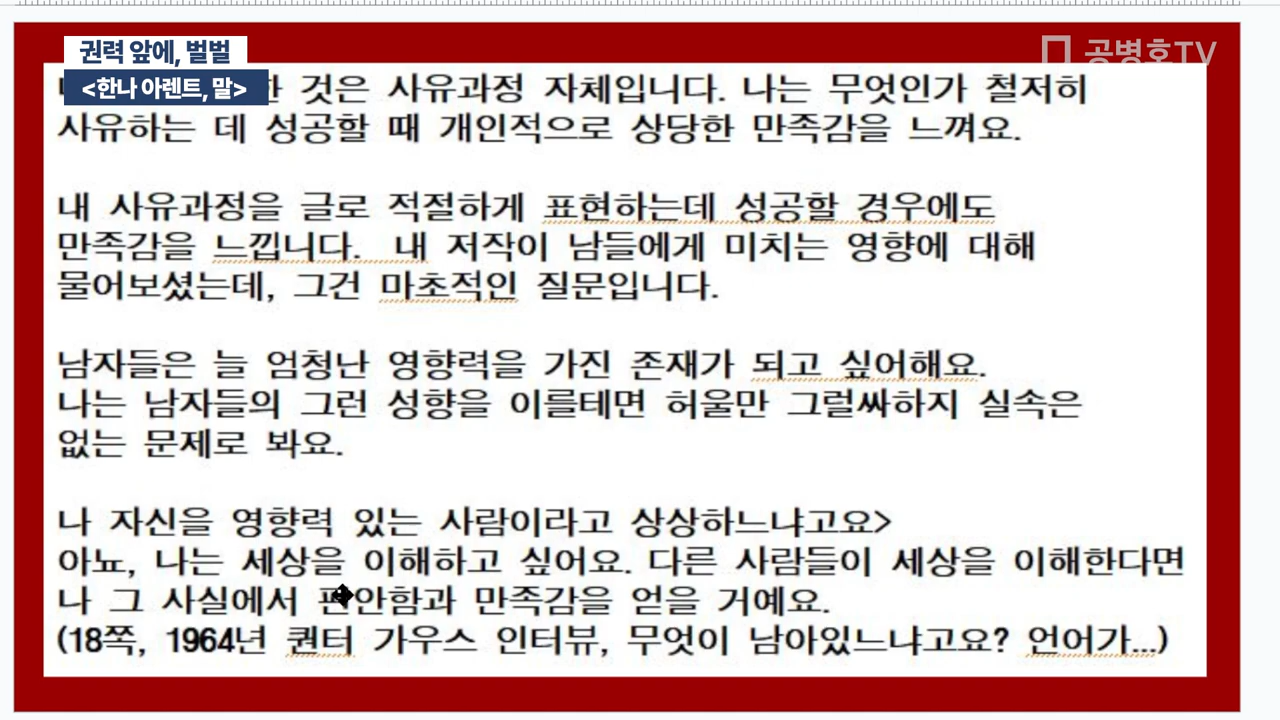 권력 앞에, 벌벌
공병호TV
<한나 아렌트, 말>
한 것은 사유과정 자체입니다. 나는 무엇인가 철저히
사유하는 데 성공할 때 개인적으로 상당한 만족감을 느껴요.
내 사유과정을 글로 적절하게 표현하는데 성공할 경우에도
만족감을 느낍니다. 내 저작이 남들에게 미치는 영향에 대해
물어보셨는데, 그건 마초적인 질문입니다.
남자들은 늘 엄청난 영향력을 가진 존재가 되고 싶어해요.
나는 남자들의 그런 성향을 이를테면 허울만 그럴싸하지 실속은
없는 문제로 봐요.
나 자신을 영향력 있는 사람이라고 상상하느냐고요>
아뇨, 나는 세상을 이해하고 싶어요. 다른 사람들이 세상을 이해한다면
나 그 사실에서 편안함과 만족감을 얻을 거예요.
(18쪽, 1964년 퀀터 가우스 인터뷰, 무엇이 남아있느냐고요? 언어가...)